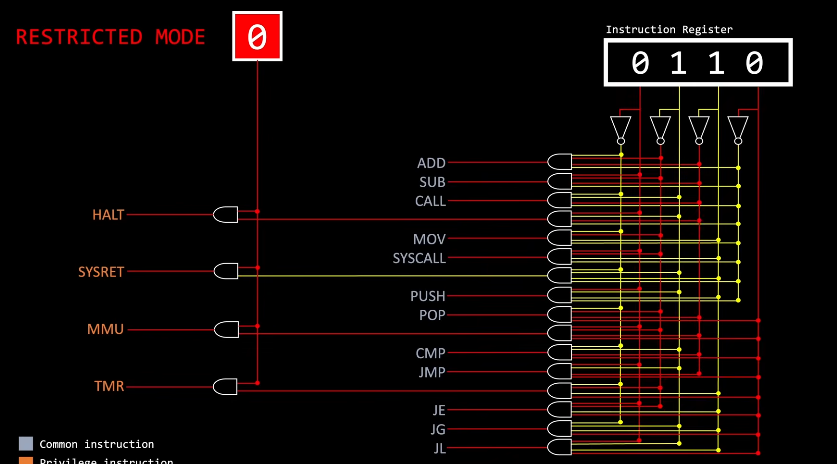 Instruction Register
RESTRICTED MODE 0
0 1 1 0
ADD
SUB
CALL
HALT
MOV
SYSCALL
SYSRET
PUSH
POP
MMU
CMP
JMP
TMR
JE
JG
JL
Common instruction
Privilege instruction